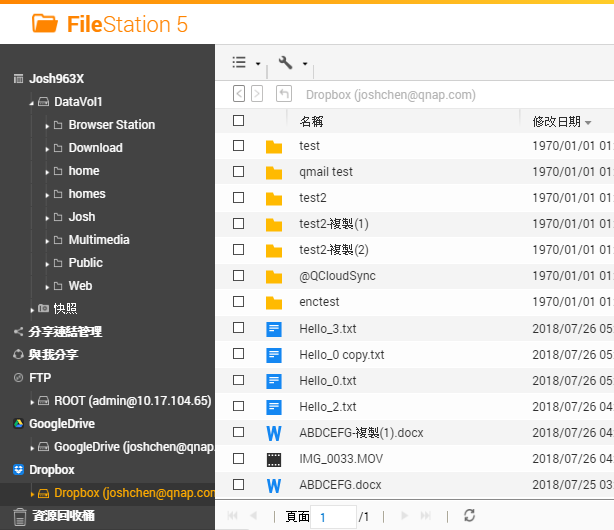 FileStation 5
Josh963X
DataVol1
Browser Station
Download
home
homes
Josh
Multimedia
Public
Web
快照
分享連結管理
與我分享
FTP
ROOT (admin@10.17.104.65)
GoogleDrive
GoogleDrive (joshchen@qnap
Dropbox
Dropbox (joshchen@qnap.con
資源回收桶
Dropbox (joshchen@qnap.com)
名稱 修改日期
test 1970/01/01 01:
qmail test 1970/01/01 01:
test2 1970/01/01 01:
test2-複製(1) 1970/01/01 01:
test2-複製(2) 1970/01/01 01:
@QCloudSync 1970/01/01 01:
enctest 1970/01/01 01:
Hello_3.txt 2018/07/26 05:
Hello_0 copy.txt 2018/07/26 05:
Hello_0.txt 2018/07/26 05:
Hello_2.txt 2018/07/26 04:
ABDCEFG-複製(1).docx 2018/07/26 04:
IMG_0033.MOV 2018/07/26 04:
ABDCEFG.docx 2018/07/25 03:
頁面 1 /1